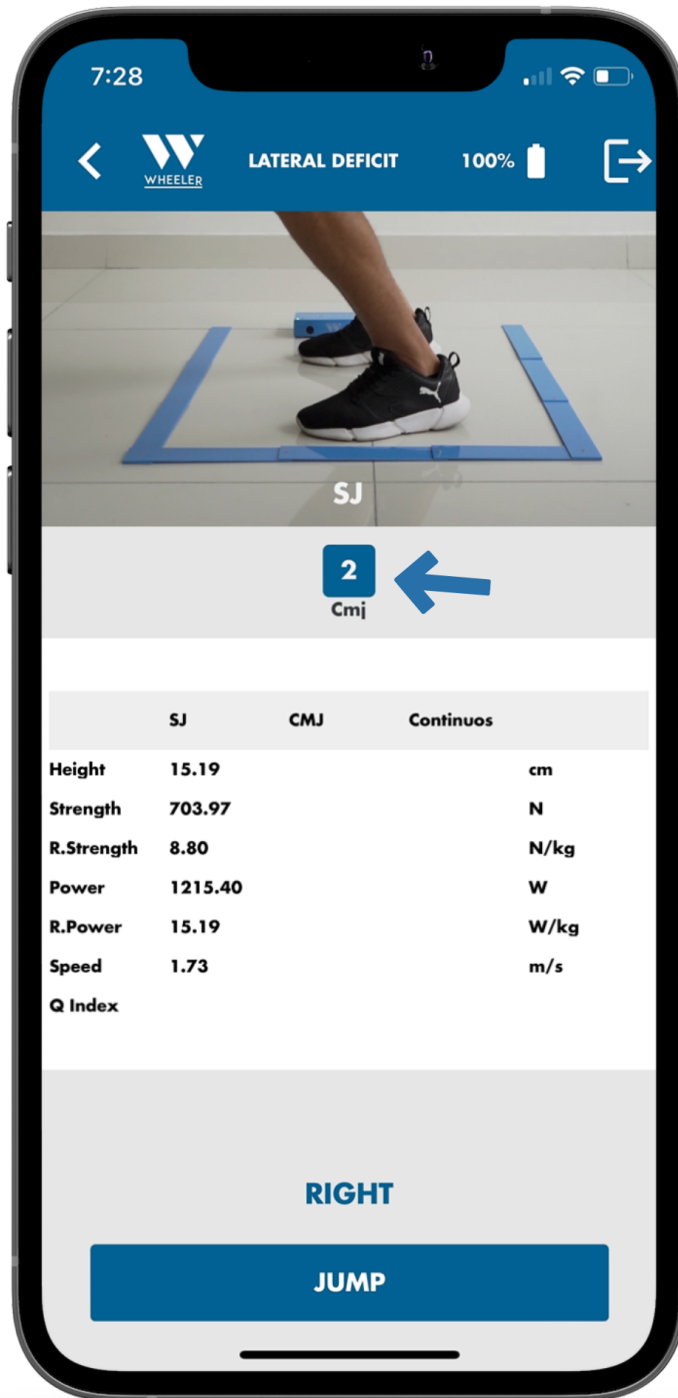 7:28
WHEELER
LATERAL DEFICIT 100%
SJ
2
Cmj
SJ CMJ Continuos
Height 15.19 cm
Strength 703.97 N
R.Strength 8.80 N/kg
Power 1215.40 W
R.Power 15.19 W/kg
Speed 1.73 m/s
Q Index
RIGHT
JUMP